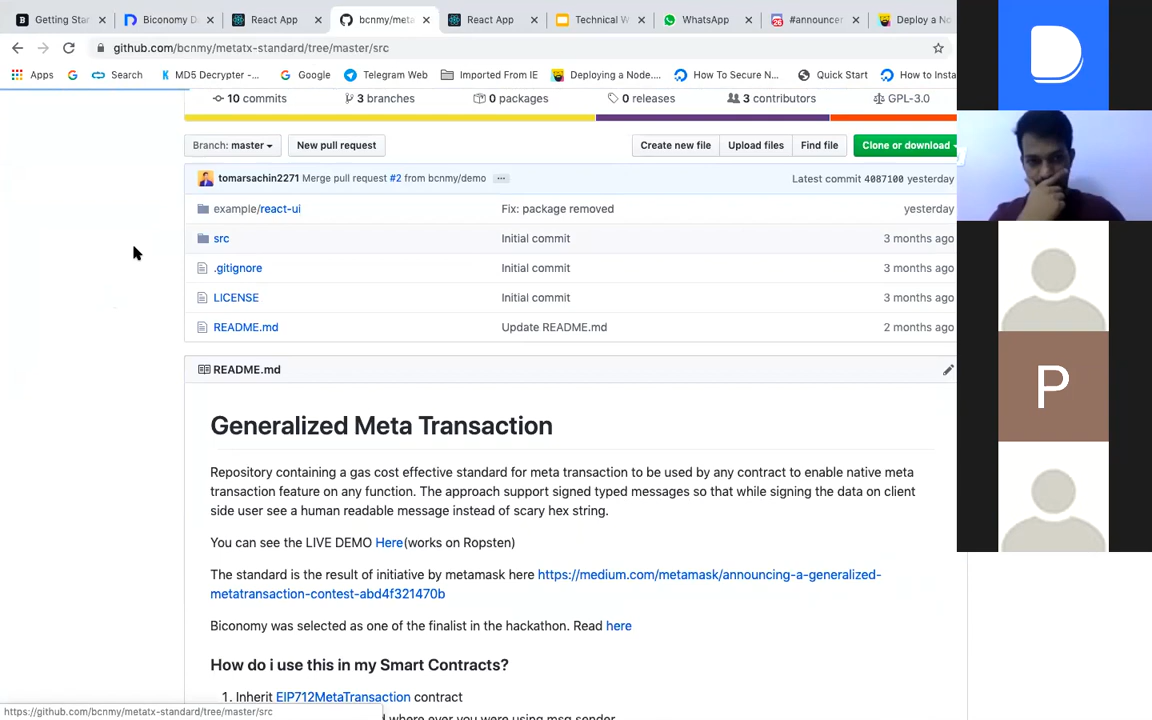 Getting Star
Biconomy D
React App
bcnmy/meta
React App
Technical W
WhatsApp
#announcer
Deploy a No
github.com/bcnmy/metatx-standard/tree/master/src
Apps
Search
MD5 Decrypter -...
Google
Telegram Web
Imported From IE
Deploying a Node....
How To Secure N...
Quick Start
How to Insta
10 commits
3 branches
0 packages
0 releases
3 contributors
GPL-3.0
Branch: master
New pull request
Create new file
Upload files
Find file
Clone or download
tomarsachin2271 Merge pull request #2 from bcnmy/demo ...
Latest commit 4087100 yesterday
example/react-ui
Fix: package removed
yesterday
src
Initial commit
3 months ago
.gitignore
Initial commit
3 months ago
LICENSE
Initial commit
3 months ago
README.md
Update README.md
2 months ago
README.md
Generalized Meta Transaction
Repository containing a gas cost effective standard for meta transaction to be used by any contract to enable native meta
transaction feature on any function. The approach support signed typed messages so that while signing the data on client
side user see a human readable message instead of scary hex string.
You can see the LIVE DEMO Here(works on Ropsten)
The standard is the result of initiative by metamask here https://medium.com/metamask/announcing-a-generalized-
metatransaction-contest-abd4f321470b
Biconomy was selected as one of the finalist in the hackathon. Read here
How do i use this in my Smart Contracts?
1. Inherit EIP712MetaTransaction contract
where ever you were using msg.sender
https://github.com/bcnmy/metatx-standard/tree/master/src
P